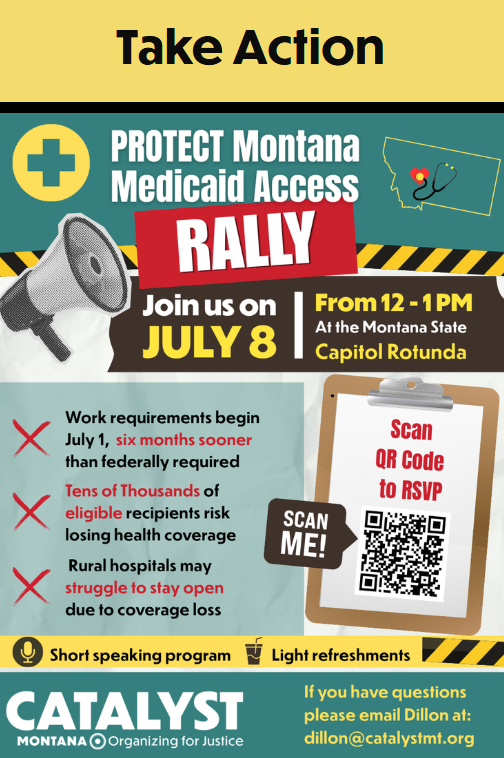 Take Action
PROTECT Montana
Medicaid Access
RALLY
Join us on
JULY 8
From 12 - 1 PM
At the Montana State
Capitol Rotunda
Work requirements begin
July 1, six months sooner
than federally required
Tens of Thousands of
eligible recipients risk
losing health coverage
Rural hospitals may
struggle to stay open
due to coverage loss
Scan
QR Code
to RSVP
SCAN
ME!
Short speaking program
Light refreshments
CATALYST
MONTANA Organizing for Justice
If you have questions
please email Dillon at:
dillon@catalystmt.org